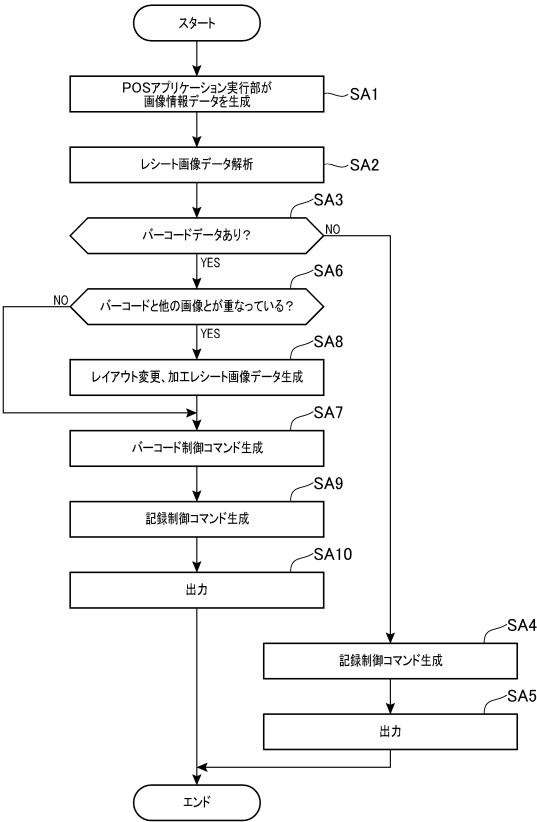 スタート
POSアプリケーション実行部が
画像情報データを生成
SA1
レシート画像データ解析
SA2
SA3
バーコードデータあり?
NO
YES
SA6
NO
バーコードと他の画像とが重なっている?
YES
SA8
レイアウト変更、加工レシート画像データ生成
SA7
バーコード制御コマンド生成
SA9
記録制御コマンド生成
SA10
出力
SA4
記録制御コマンド生成
SA5
出力
エンド